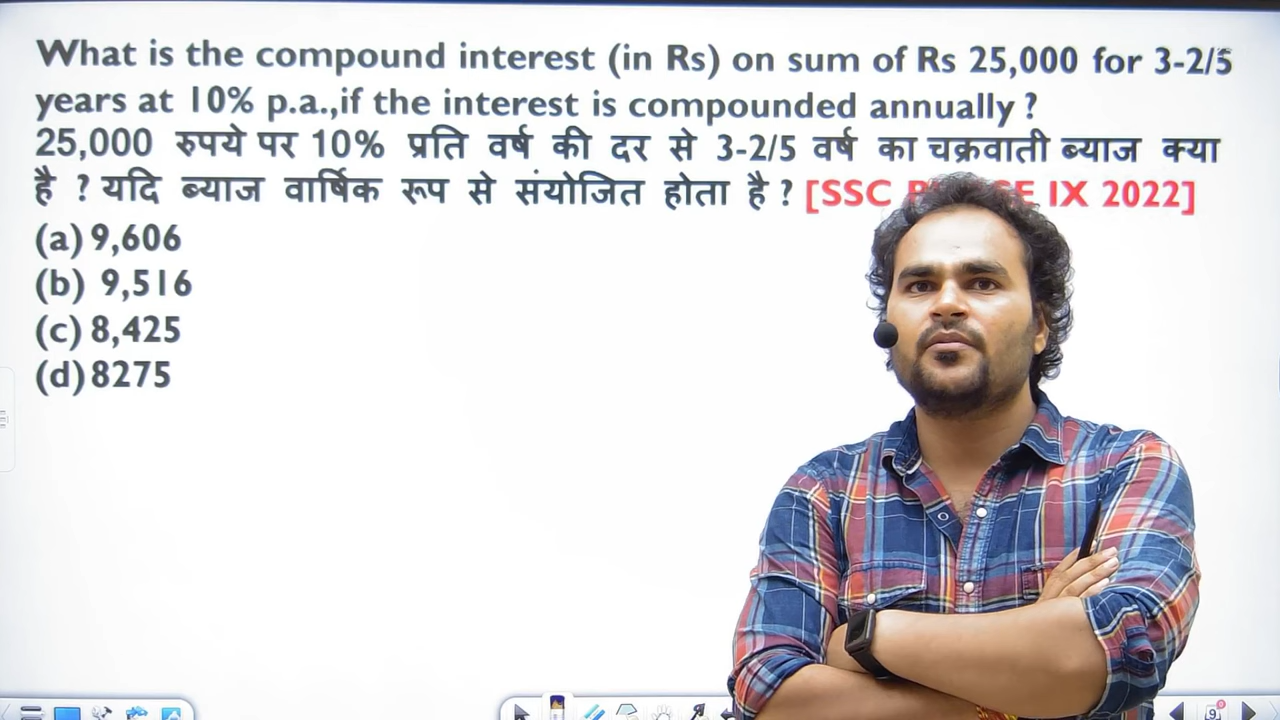 What is the compound interest (in Rs) on sum of Rs 25,000 for 3-2/5
years at 10% p.a.,if the interest is compounded annually ?
25,000 रुपये पर 10% प्रति वर्ष की दर से 3-2/5 वर्ष का चक्रवाती ब्याज क्या
है ? यदि ब्याज वार्षिक रूप से संयोजित होता है ? [SSC IX 2022]
(a) 9,606
(b) 9,516
(c) 8,425
(d) 8275
9